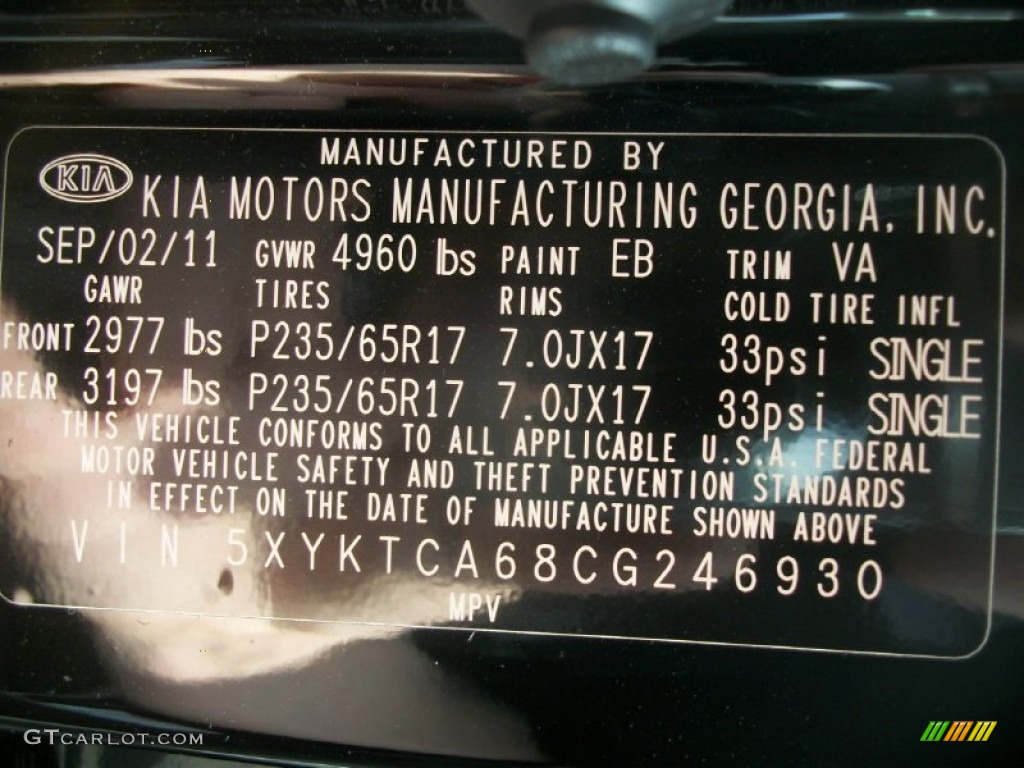 MANUFACTURED BY
KIA KIA MOTORS MANUFACTURING GEORGIA, INC.
SEP/02/11 GVWR 4960 lbs PAINT EB TRIM VA
GAWR TIRES RIMS COLD TIRE INFL
FRONT 2977 lbs P235/65R17 7.0JX17 33psi SINGLE
REAR 3197 lbs P235/65R17 7.0JX17 33psi SINGLE
THIS VEHICLE CONFORMS TO ALL APPLICABLE U.S.A. FEDERAL
MOTOR VEHICLE SAFETY AND THEFT PREVENTION STANDARDS
IN EFFECT ON THE DATE OF MANUFACTURE SHOWN ABOVE
VIN 5XYKTCA68CG246930
MPV
GTCARLOT.COM